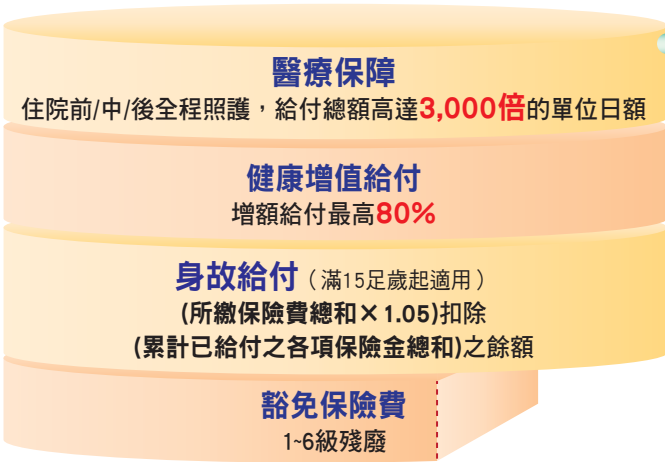 醫療保障
住院前/中/後全程照護，給付總額高達3,000倍的單位日額
健康增值給付
增額給付最高80%
身故給付（滿15足歲起適用）
(所繳保險費總和×1.05)扣除
(累計已給付之各項保險金總和)之餘額
豁免保險費
1~6級殘廢